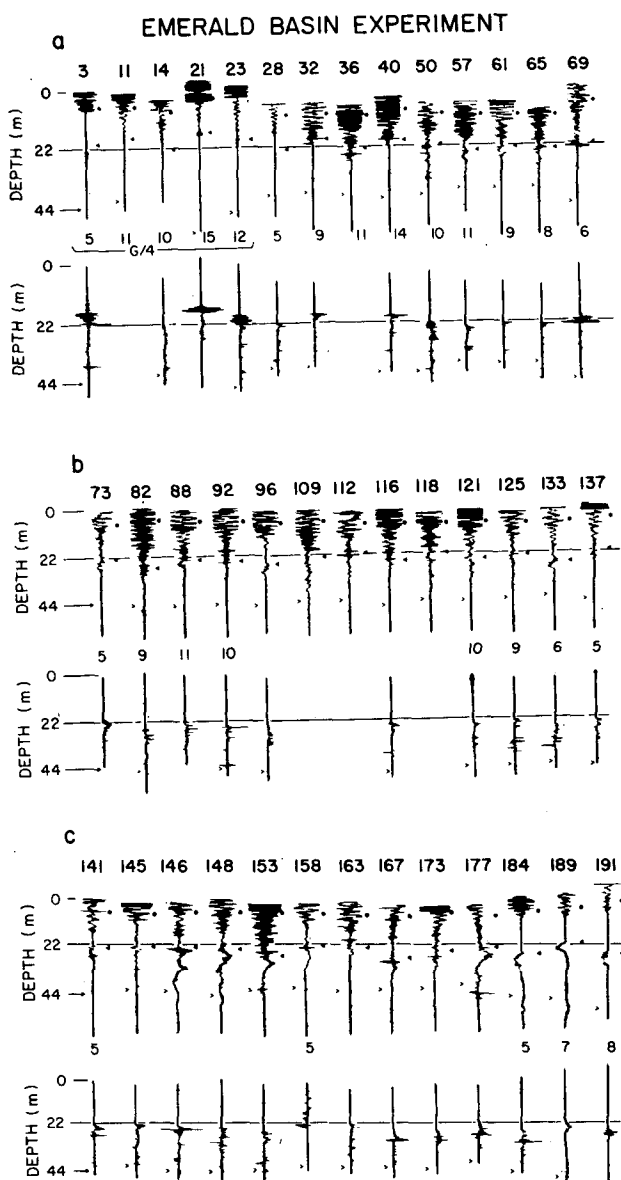 EMERALD BASIN EXPERIMENT
a
3 11 14 21 23 28 32 36 40 50 57 61 65 69
0
22
44
DEPTH (m)
5 11 10 15 12 5 9 11 14 10 11 9 8 6
G/4
0
22
44
DEPTH (m)
b
73 82 88 92 96 109 112 116 118 121 125 133 137
0
22
44
DEPTH (m)
5 9 11 10 10 9 6 5
0
22
44
DEPTH (m)
c
141 145 146 148 153 158 163 167 173 177 184 189 191
0
22
44
DEPTH (m)
5 5 5 7 8
0
22
44
DEPTH (m)